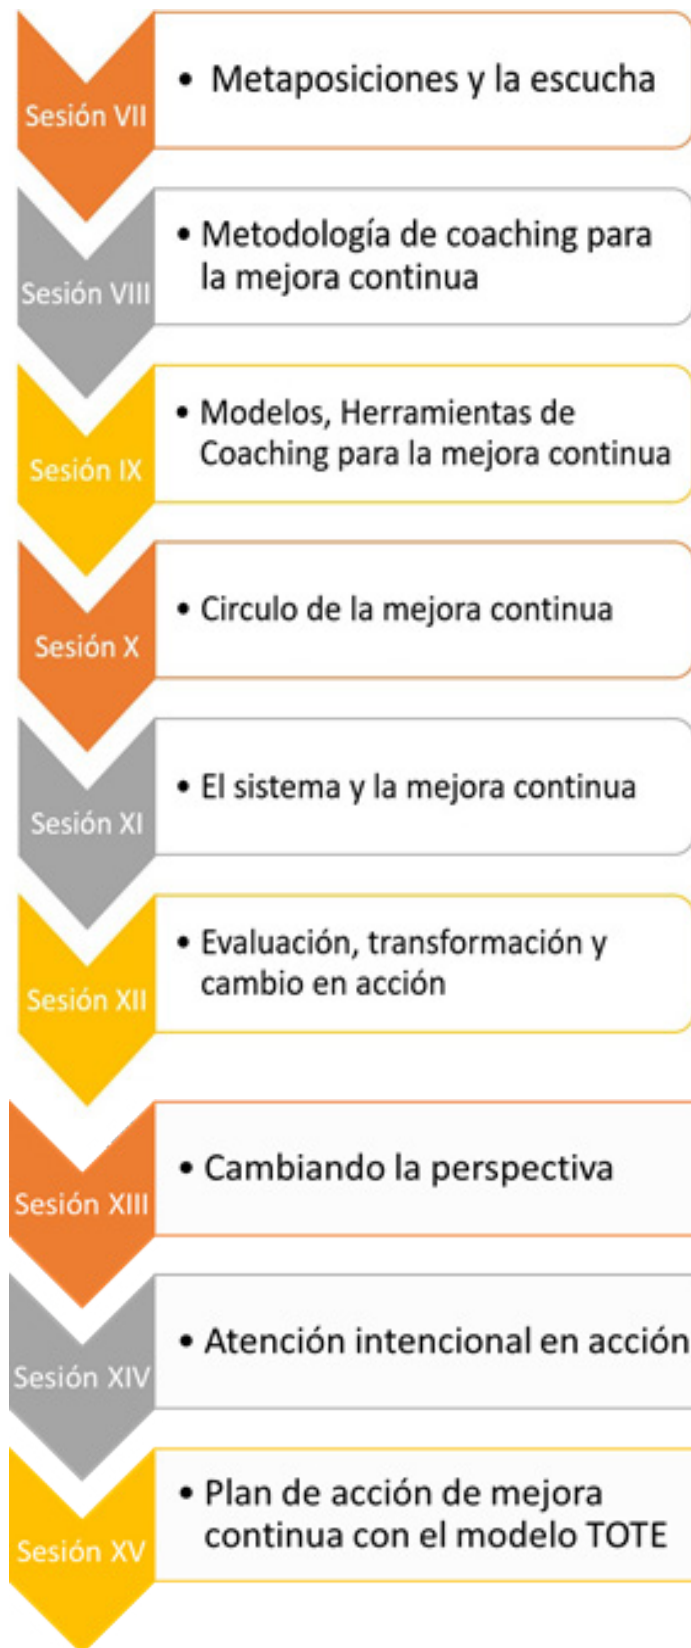 Sesión VII
• Metaposiciones y la escucha
Sesión VIII
• Metodología de coaching para
la mejora continua
Sesión IX
• Modelos, Herramientas de
Coaching para la mejora continua
Sesión X
• Circulo de la mejora continua
Sesión XI
• El sistema y la mejora continua
Sesión XII
• Evaluación, transformación y
cambio en acción
Sesión XIII
• Cambiando la perspectiva
Sesión XIV
• Atención intencional en acción
Sesión XV
• Plan de acción de mejora
continua con el modelo TOTE